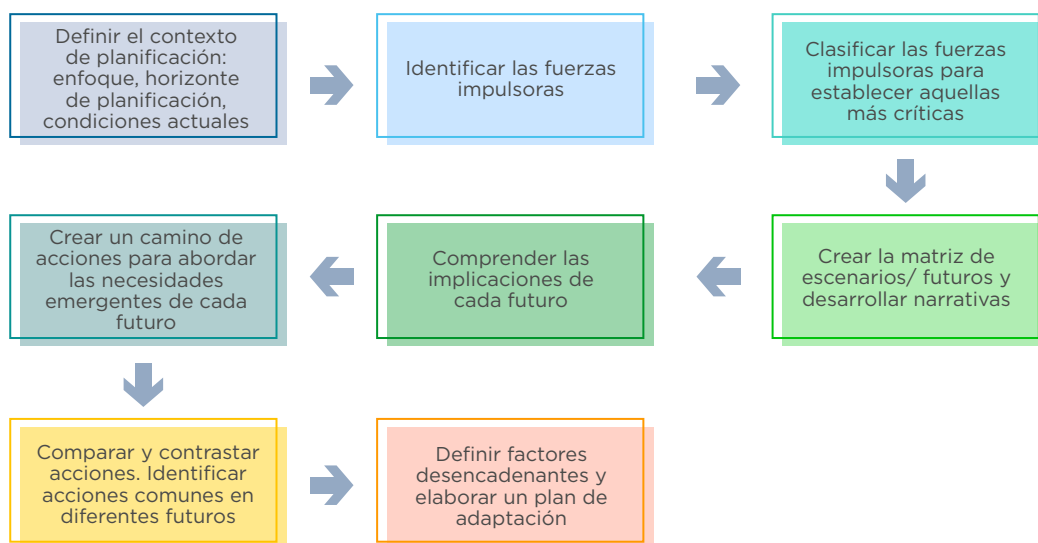 Definir el contexto
de planificación:
enfoque, horizonte
de planificación,
condiciones actuales
Identificar las fuerzas
impulsoras
Clasificar las fuerzas
impulsoras para
establecer aquellas
más críticas
Crear la matriz de
escenarios/ futuros y
desarrollar narrativas
Comprender las
implicaciones de
cada futuro
Crear un camino de
acciones para abordar
las necesidades
emergentes de cada
futuro
Comparar y contrastar
acciones. Identificar
acciones comunes en
diferentes futuros
Definir factores
desencadenantes y
elaborar un plan de
adaptación